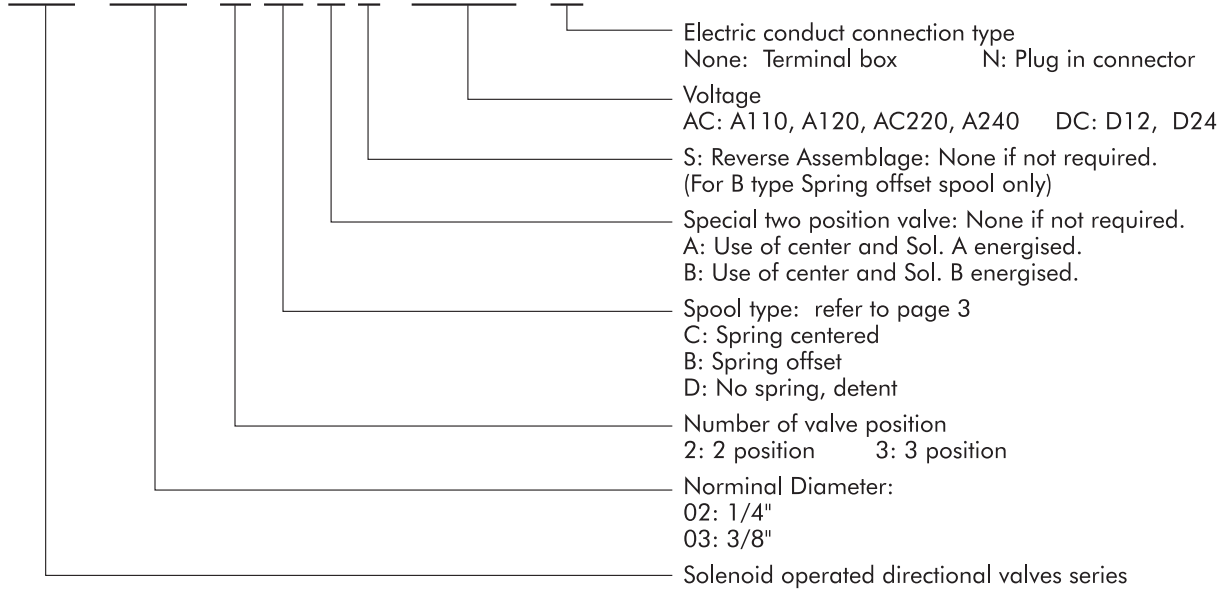 Electric conduct connection type
None: Terminal box N: Plug in connector
Voltage
AC: A110, A120, AC220, A240 DC: D12, D24
S: Reverse Assemblage: None if not required.
(For B type Spring offset spool only)
Special two position valve: None if not required.
A: Use of center and Sol. A energised.
B: Use of center and Sol. B energised.
Spool type: refer to page 3
C: Spring centered
B: Spring offset
D: No spring, detent
Number of valve position
2: 2 position 3: 3 position
Norminal Diameter:
02: 1/4"
03: 3/8"
Solenoid operated directional valves series